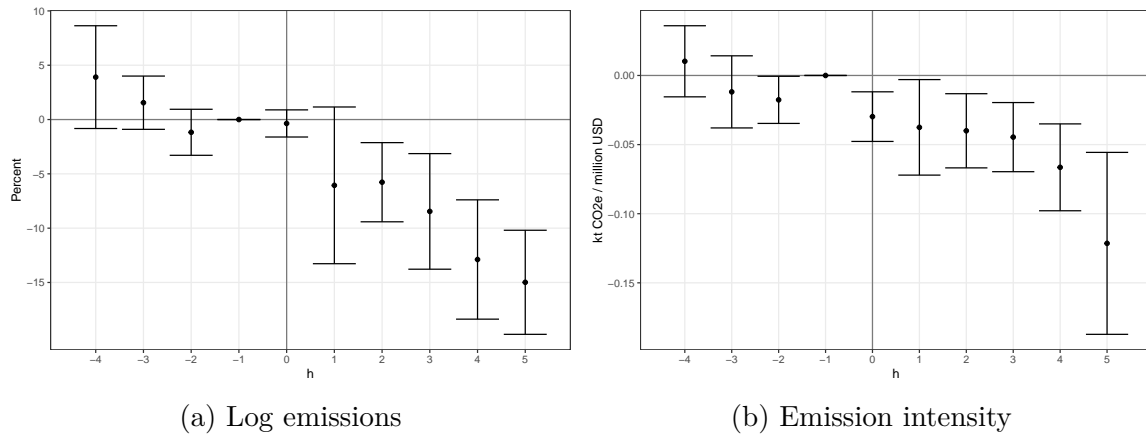 10
5
0
−5
−10
−15
Percent
−4 −3 −2 −1 0 1 2 3 4 5
h
(a) Log emissions
0.00
−0.05
−0.10
−0.15
kt CO2e / million USD
−4 −3 −2 −1 0 1 2 3 4 5
h
(b) Emission intensity